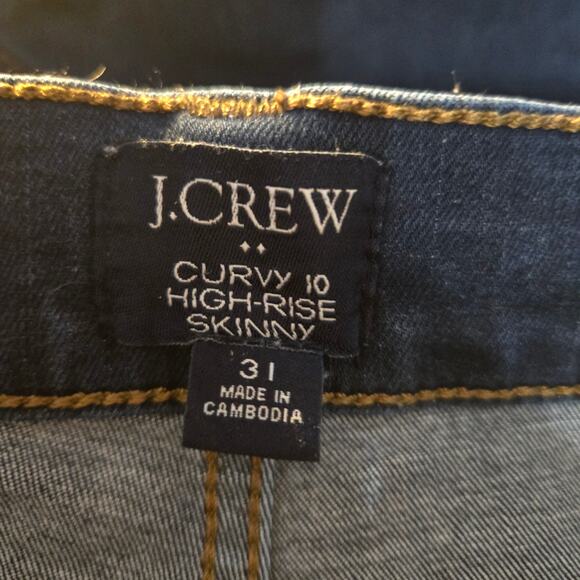 J.CREW
CURVY 10
HIGH-RISE
SKINNY
31
MADE IN
CAMBODIA